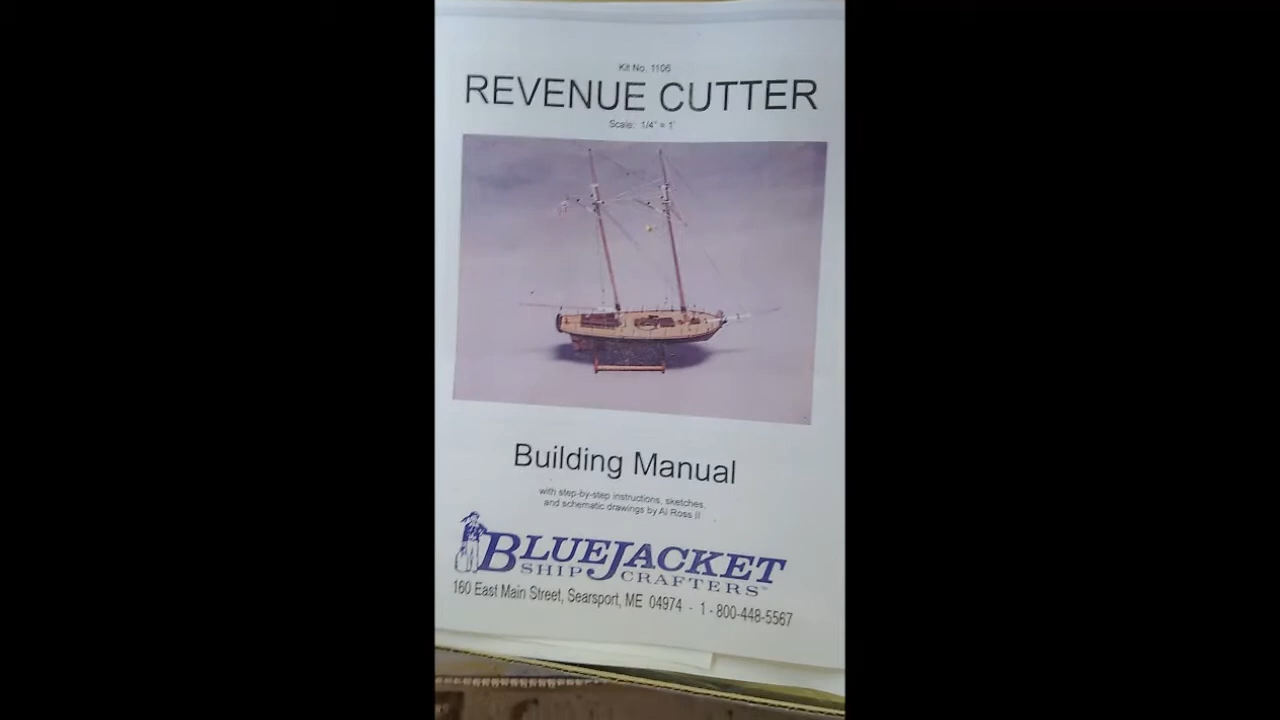 Kit No. 1106
REVENUE CUTTER
Scale: 1/4" = 1'
Building Manual
with step-by-step instructions, sketches,
and schematic drawings by Al Ross II
BLUEJACKET
SHIP CRAFTERS™
160 East Main Street, Searsport, ME 04974 - 1-800-448-5567